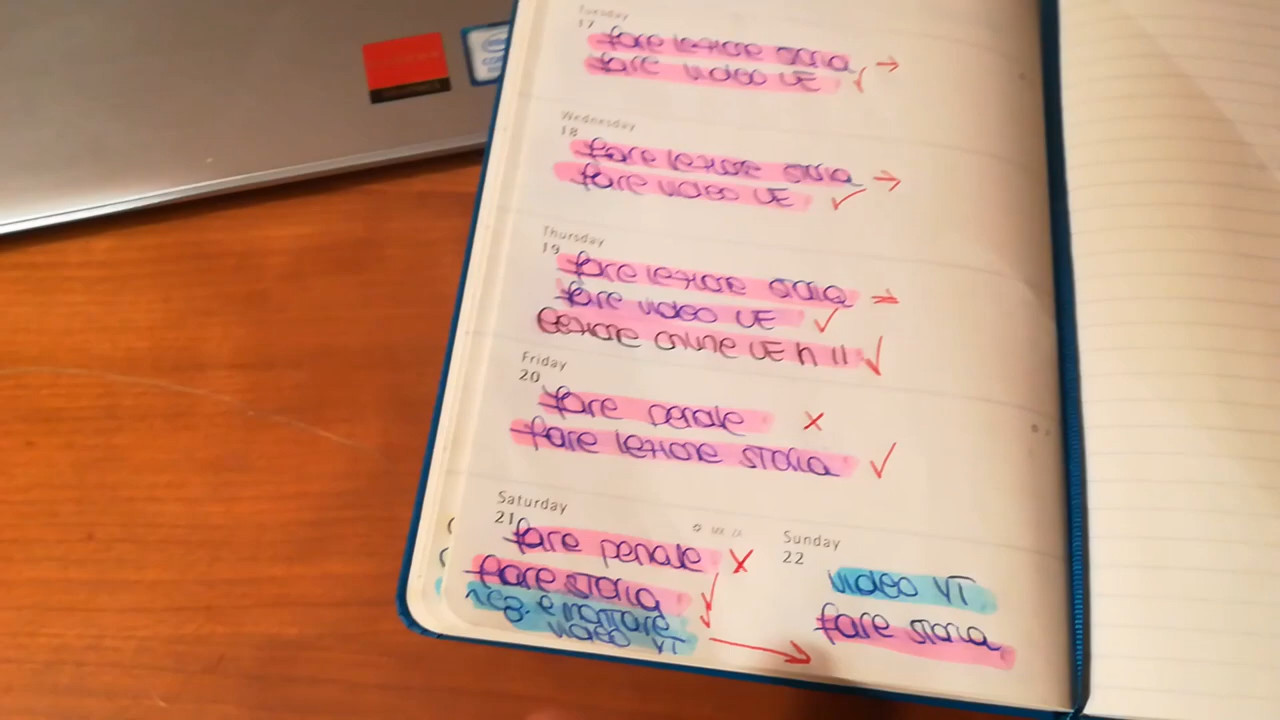 Tuesday
17
fare lezione storia →
fare video UE ✓
Wednesday
18
fare lezione storia →
fare video UE ✓
Thursday
19
fare lezione storia →
fare video UE ✓
lezione online UE h 11 ✓
Friday
20
fare penale X
fare lezione storia ✓
Saturday
21
fare penale X
fare storia ✓
reg. e montare ✓
video YT →
Sunday
22
video YT
fare storia